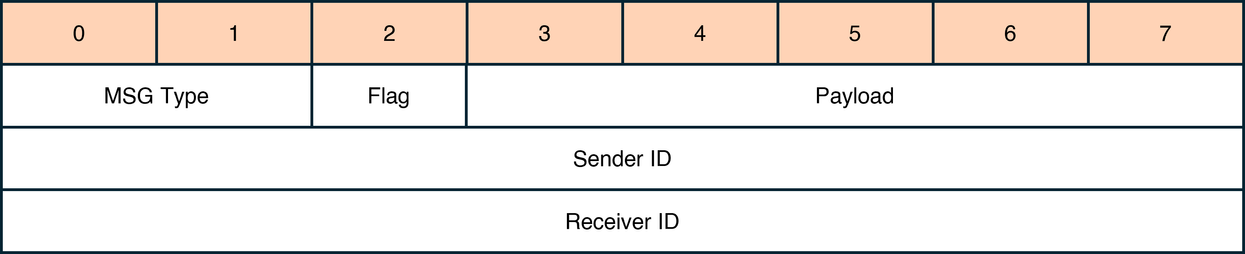 0 1 2 3 4 5 6 7
MSG Type Flag Payload
Sender ID
Receiver ID